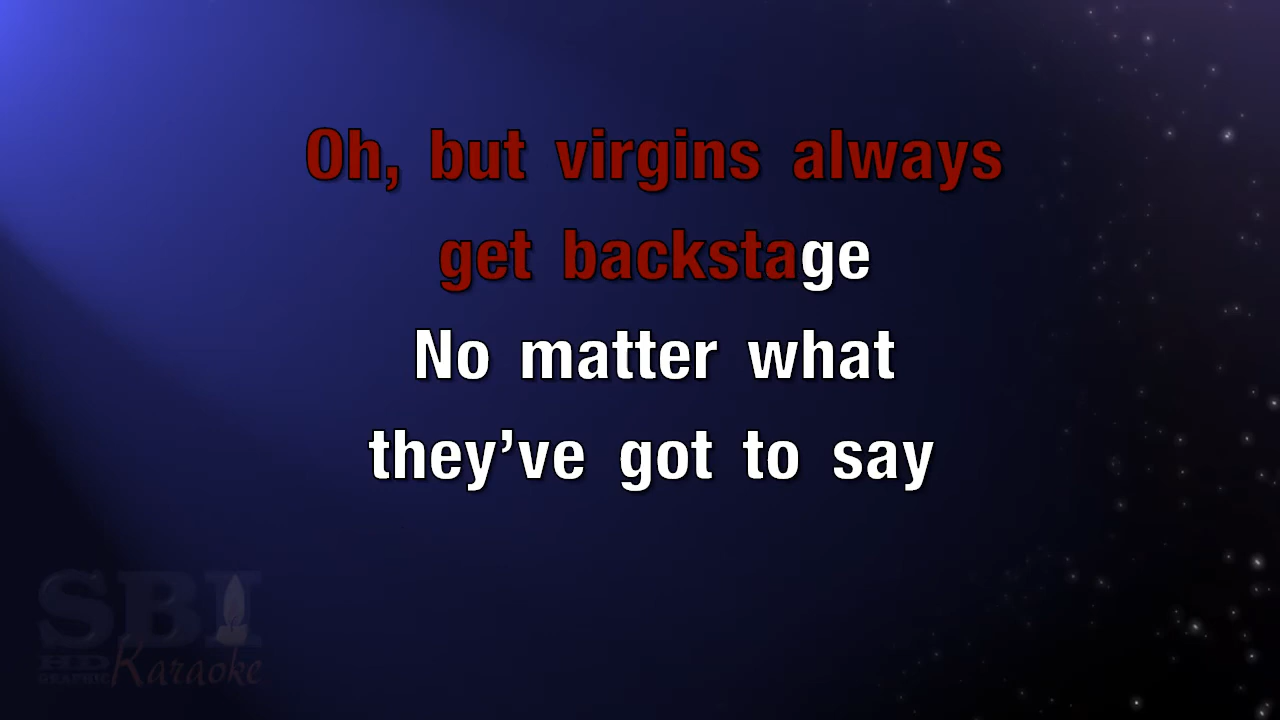 Oh, but virgins always
get backstage
No matter what
they’ve got to say
SBI
HD
GRAPHIC Karaoke